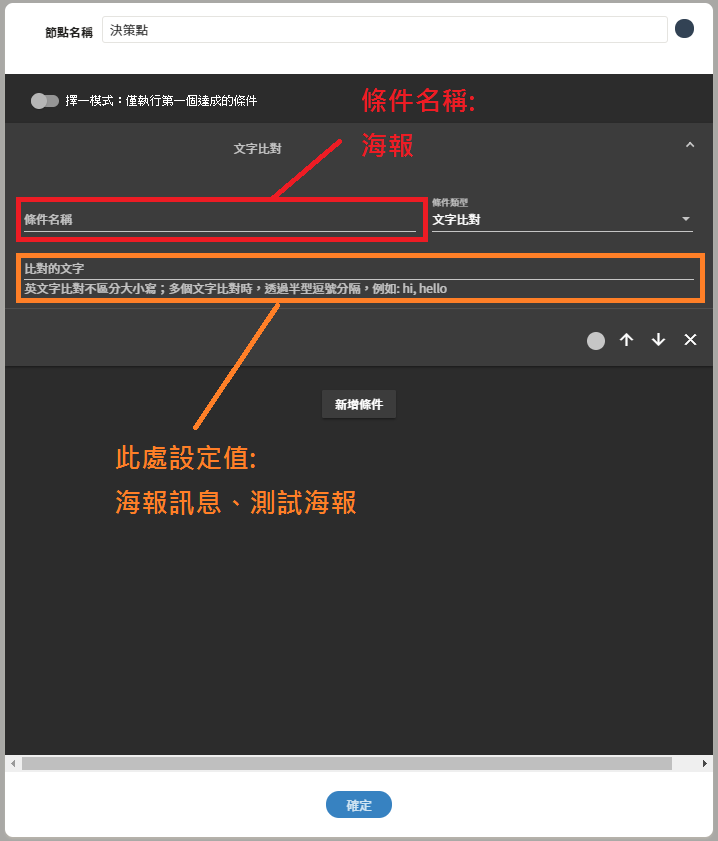 節點名稱 決策點
擇一模式：僅執行第一個達成的條件
條件名稱:
海報
文字比對
條件類型
條件名稱 文字比對
比對的文字
英文字比對不區分大小寫；多個文字比對時，透過半型逗號分隔，例如: hi, hello
新增條件
此處設定值:
海報訊息、測試海報
確定